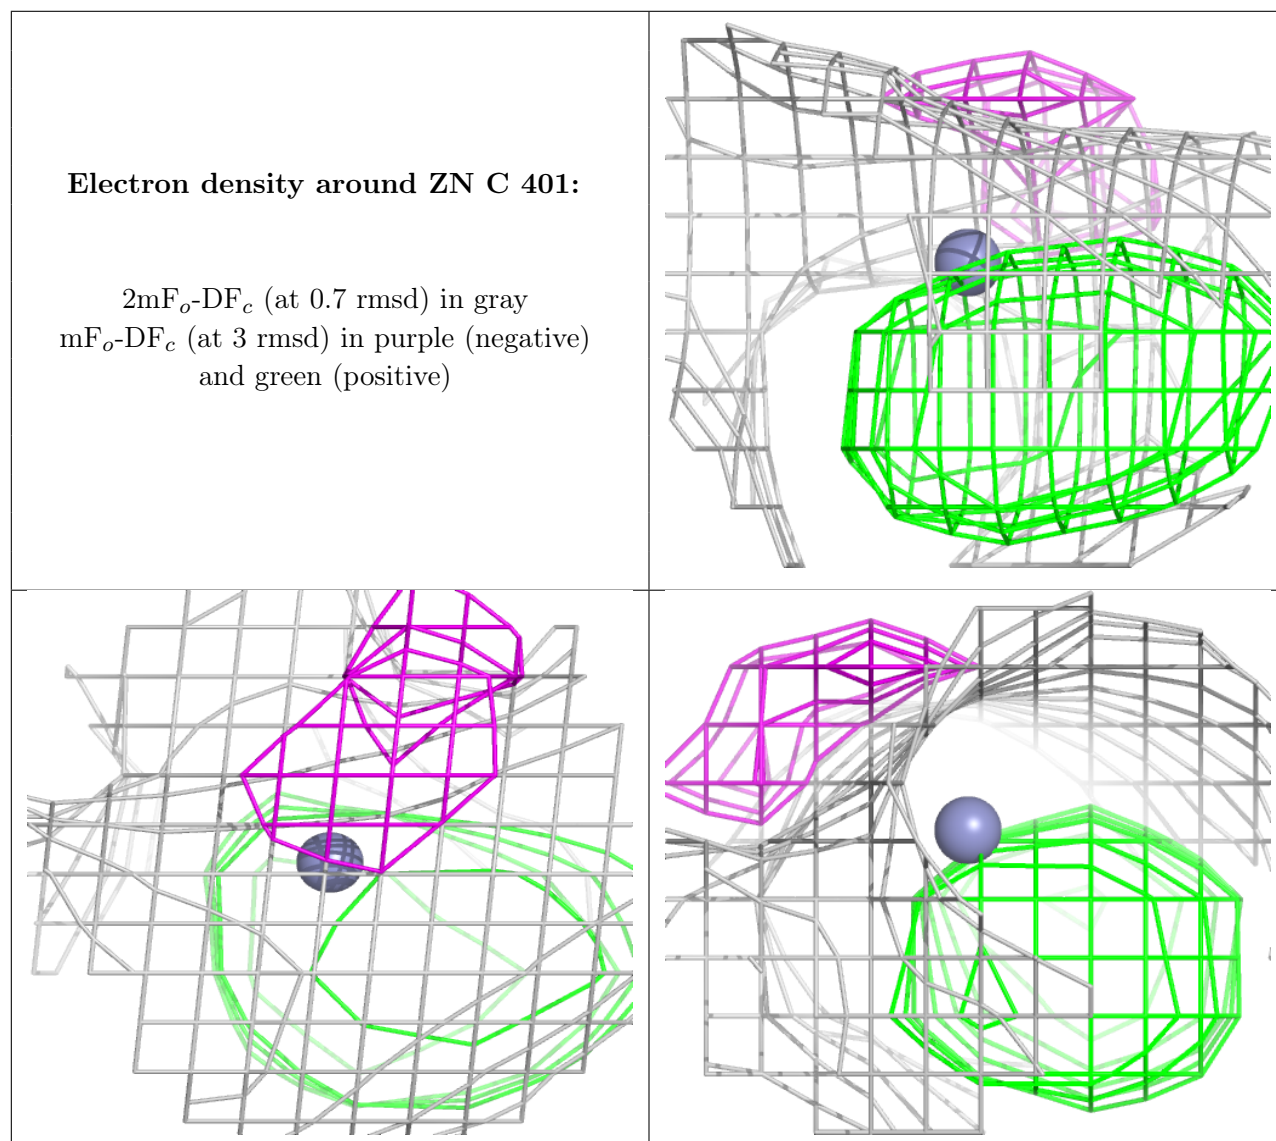 Electron density around ZN C 401:
2mFo-DFc (at 0.7 rmsd) in gray
mFo-DFc (at 3 rmsd) in purple (negative)
and green (positive)